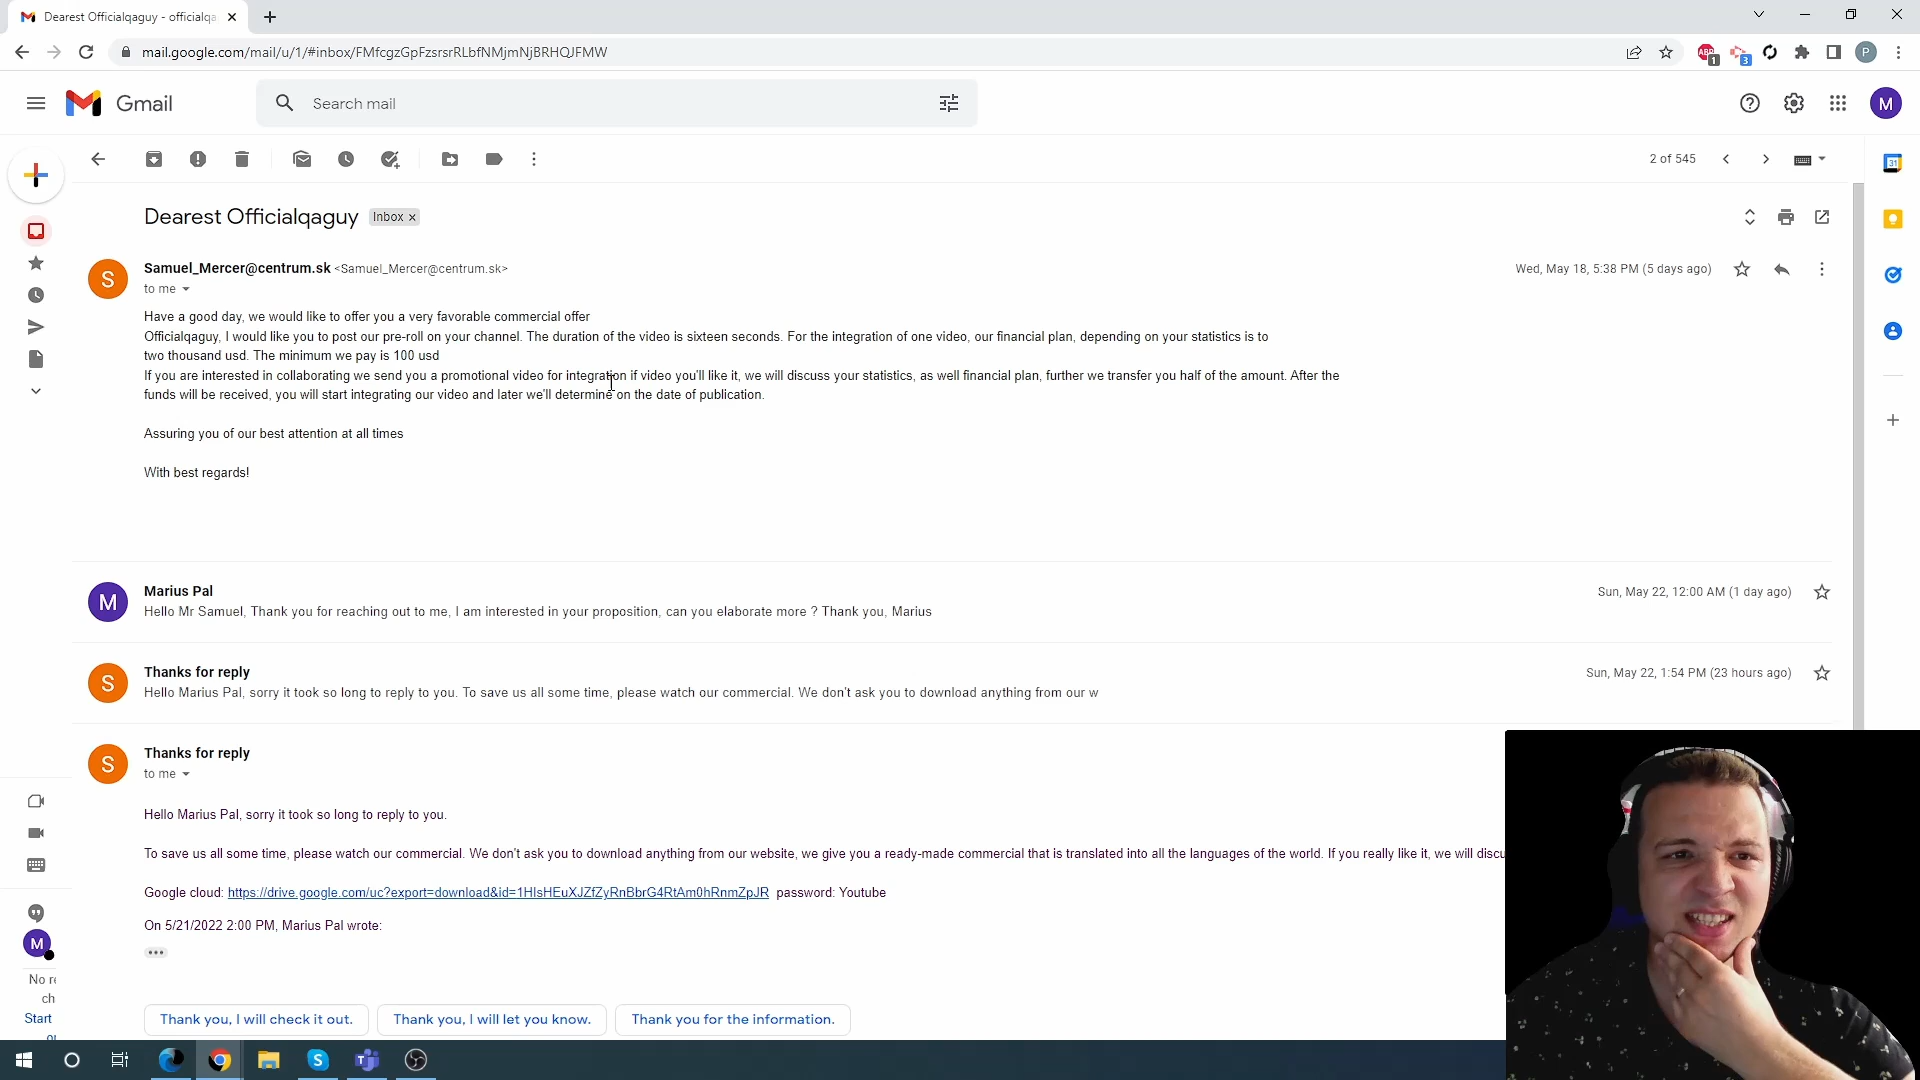 Dearest Officialqaguy - officialqa
mail.google.com/mail/u/1/#inbox/FMfcgzGpFzsrsrRLbfNMjmNjBRHQJFMW
ABP
1
3
P
Gmail
Search mail
M
2 of 545
31
Dearest Officialqaguy
Inbox
S
Samuel_Mercer@centrum.sk <Samuel_Mercer@centrum.sk>
Wed, May 18, 5:38 PM (5 days ago)
to me
Have a good day, we would like to offer you a very favorable commercial offer
Officialqaguy, I would like you to post our pre-roll on your channel. The duration of the video is sixteen seconds. For the integration of one video, our financial plan, depending on your statistics is to
two thousand usd. The minimum we pay is 100 usd
If you are interested in collaborating we send you a promotional video for integration if video you'll like it, we will discuss your statistics, as well financial plan, further we transfer you half of the amount. After the
funds will be received, you will start integrating our video and later we'll determine on the date of publication.
Assuring you of our best attention at all times
With best regards!
M
Marius Pal
Sun, May 22, 12:00 AM (1 day ago)
Hello Mr Samuel, Thank you for reaching out to me, I am interested in your proposition, can you elaborate more ? Thank you, Marius
S
Thanks for reply
Sun, May 22, 1:54 PM (23 hours ago)
Hello Marius Pal, sorry it took so long to reply to you. To save us all some time, please watch our commercial. We don't ask you to download anything from our w
S
Thanks for reply
to me
Hello Marius Pal, sorry it took so long to reply to you.
To save us all some time, please watch our commercial. We don't ask you to download anything from our website, we give you a ready-made commercial that is translated into all the languages of the world. If you really like it, we will discu
Google cloud: https://drive.google.com/uc?export=download&id=1HIsHEuXJZfZyRnBbrG4RtAm0hRnmZpJR password: Youtube
On 5/21/2022 2:00 PM, Marius Pal wrote:
M
No re
ch
Start
Thank you, I will check it out.
Thank you, I will let you know.
Thank you for the information.